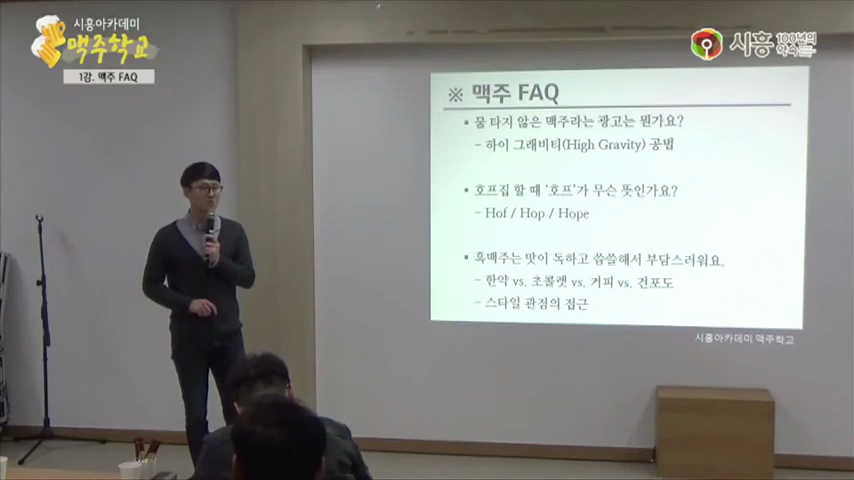 시흥아카데미
맥주학교
1강. 맥주 FAQ
시흥 100년의 약속
※ 맥주 FAQ
▪ 물 타지 않은 맥주라는 광고는 뭔가요?
– 하이 그래비티(High Gravity) 공법
▪ 호프집 할 때 '호프'가 무슨 뜻인가요?
– Hof / Hop / Hope
▪ 흑맥주는 맛이 독하고 씁쓸해서 부담스러워요.
– 한약 vs. 초콜렛 vs. 커피 vs. 건포도
– 스타일 관점의 접근
시흥아카데미 맥주학교